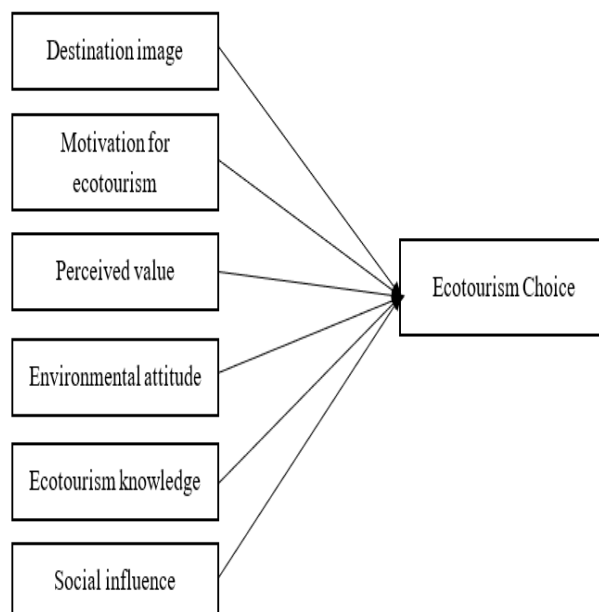 Destination image
Motivation for
ecotourism
Perceived value
Ecotourism Choice
Environmental attitude
Ecotourism knowledge
Social influence